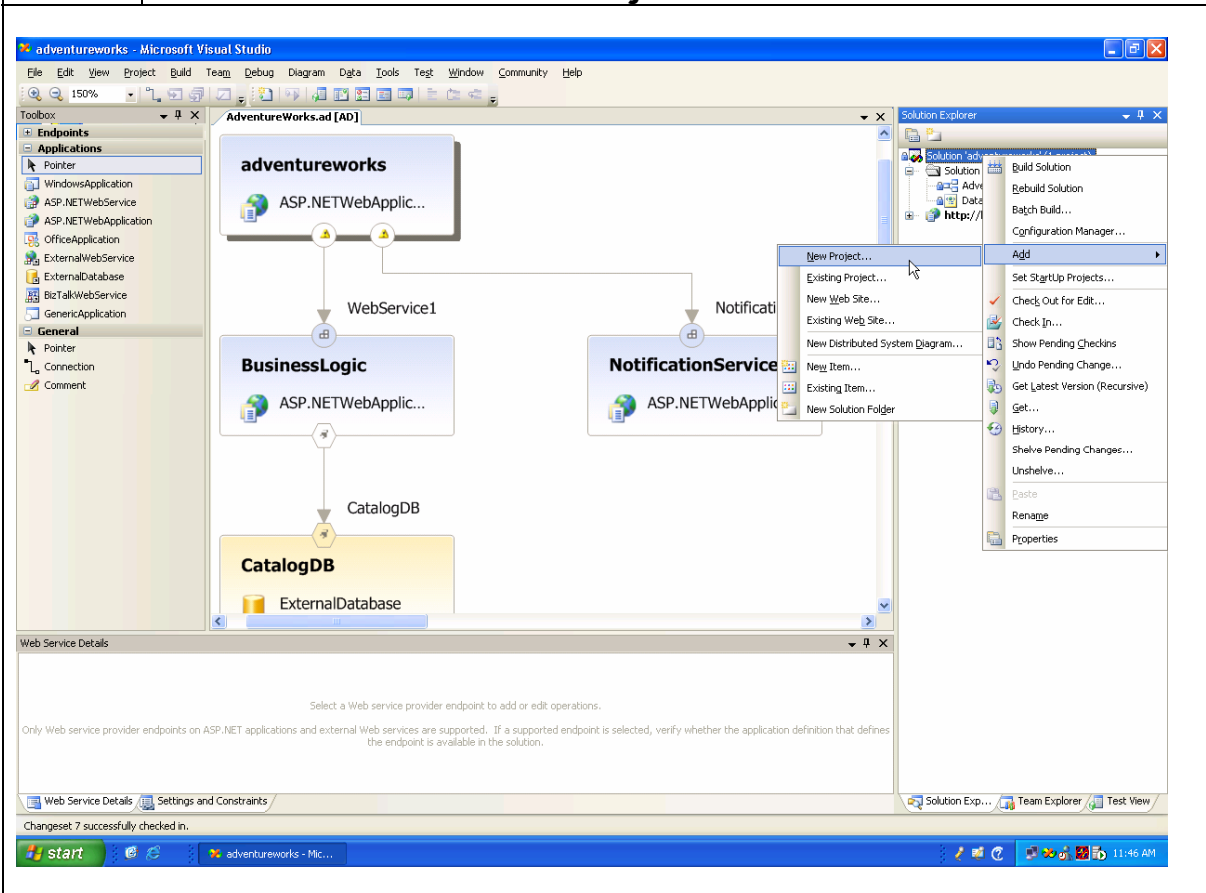 adventureworks - Microsoft Visual Studio
File Edit View Project Build Team Debug Diagram Data Tools Test Window Community Help
150%
Toolbox
Endpoints
Applications
Pointer
WindowsApplication
ASP.NETWebService
ASP.NETWebApplication
OfficeApplication
ExternalWebService
ExternalDatabase
BizTalkWebService
GenericApplication
General
Pointer
Connection
Comment
AdventureWorks.ad [AD]
adventureworks
ASP.NETWebApplic...
WebService1
Notificati
BusinessLogic
ASP.NETWebApplic...
NotificationService
ASP.NETWebApplic
CatalogDB
CatalogDB
ExternalDatabase
Solution Explorer
Solution
Adve
Data
http://
New Project...
Existing Project...
New Web Site...
Existing Web Site...
New Distributed System Diagram...
New Item...
Existing Item...
New Solution Folder
Build Solution
Rebuild Solution
Batch Build...
Configuration Manager...
Add
Set StartUp Projects...
Check Out for Edit...
Check In...
Show Pending Checkins
Undo Pending Change...
Get Latest Version (Recursive)
Get...
History...
Shelve Pending Changes...
Unshelve...
Paste
Rename
Properties
Web Service Details
Select a Web service provider endpoint to add or edit operations.
Only Web service provider endpoints on ASP.NET applications and external Web services are supported. If a supported endpoint is selected, verify whether the application definition that defines
the endpoint is available in the solution.
Web Service Details Settings and Constraints
Solution Exp... Team Explorer Test View
Changeset 7 successfully checked in.
start adventureworks - Mic... 11:46 AM